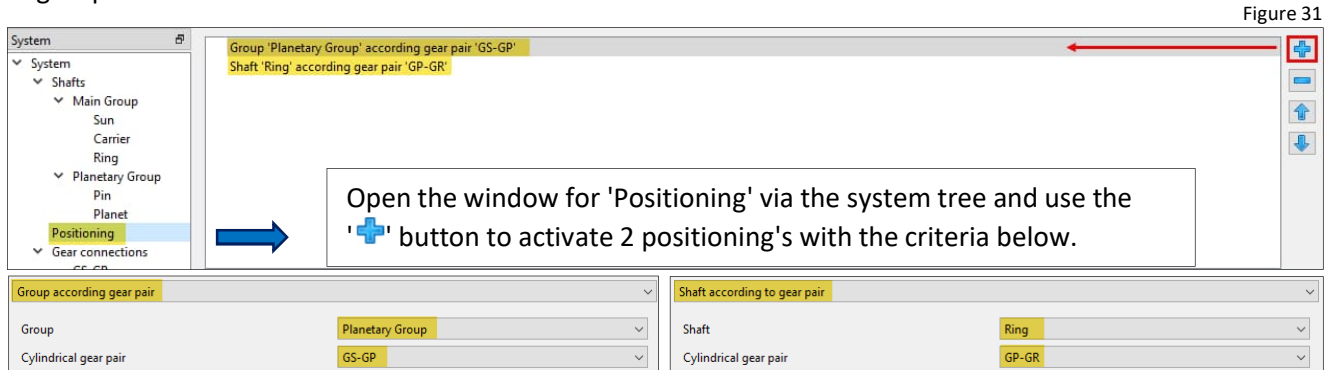 Figure 31
System
System
Shafts
Main Group
Sun
Carrier
Ring
Planetary Group
Pin
Planet
Positioning
Gear connections
Group 'Planetary Group' according gear pair 'GS-GP'
Shaft 'Ring' according gear pair 'GP-GR'
Open the window for 'Positioning' via the system tree and use the
' ' button to activate 2 positioning's with the criteria below.
Group according gear pair
Group Planetary Group
Cylindrical gear pair GS-GP
Shaft according to gear pair
Shaft Ring
Cylindrical gear pair GP-GR